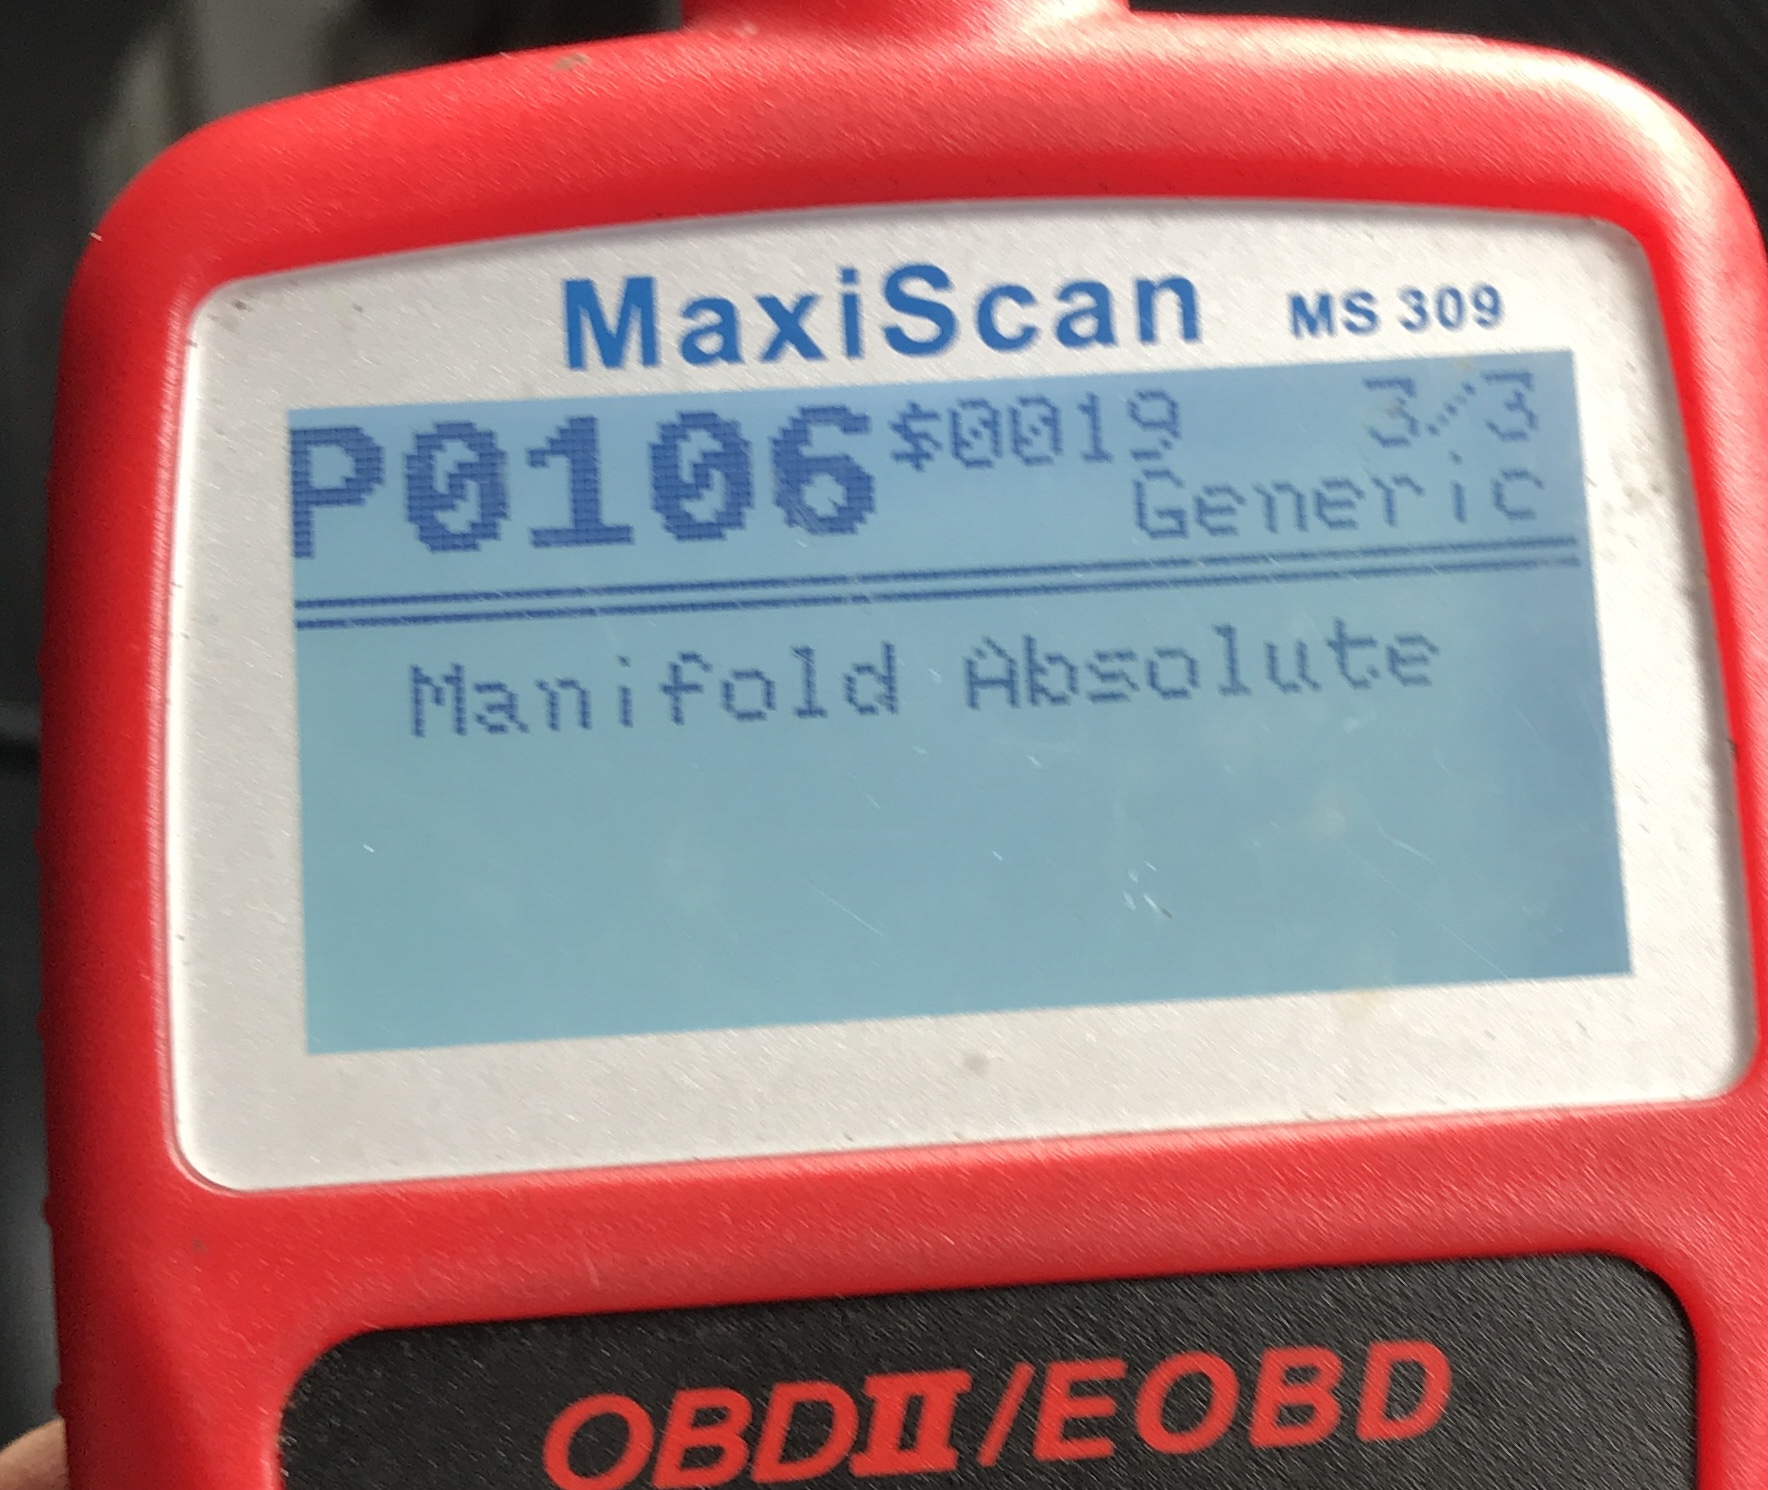 MaxiScan MS 309
P0106 $0019 3/3
Generic
Manifold Absolute
OBDII/EOBD